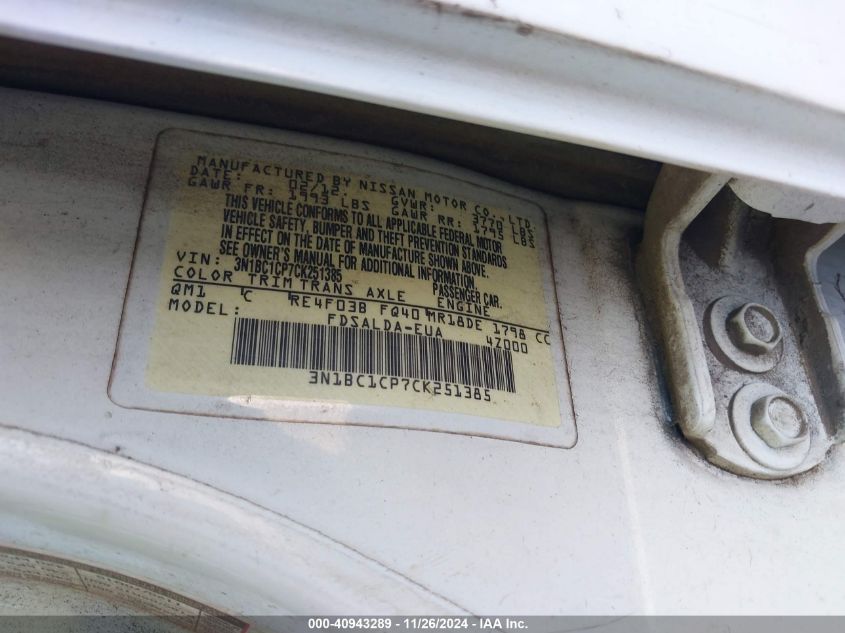 MANUFACTURED BY NISSAN MOTOR CO., LTD.
DATE: 02/12 GVWR: 3770 LBS
GAWR FR: 1993 LBS GAWR RR: 1795 LBS
THIS VEHICLE CONFORMS TO ALL APPLICABLE FEDERAL MOTOR
VEHICLE SAFETY, BUMPER AND THEFT PREVENTION STANDARDS
IN EFFECT ON THE DATE OF MANUFACTURE SHOWN ABOVE.
SEE OWNER'S MANUAL FOR ADDITIONAL INFORMATION.
VIN: 3N1BC1CP7CK251385 PASSENGER CAR
COLOR TRIM TRANS AXLE ENGINE
QM1 C RE4F03B FQ40 MR18DE 1798 CC
MODEL: FDSALDA-EUA 4Z000
3N1BC1CP7CK251385
000-40943289 - 11/26/2024 - IAA Inc.